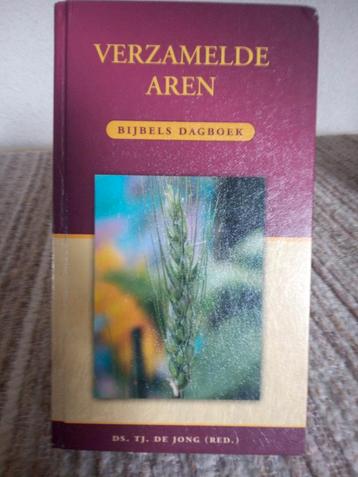 VERZAMELDE
AREN
BIJBELS DAGBOEK
DS. TJ. DE JONG (RED.)